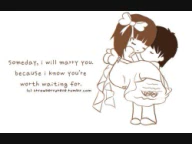 Someday, i will marry you
because i know you're
worth waiting for.